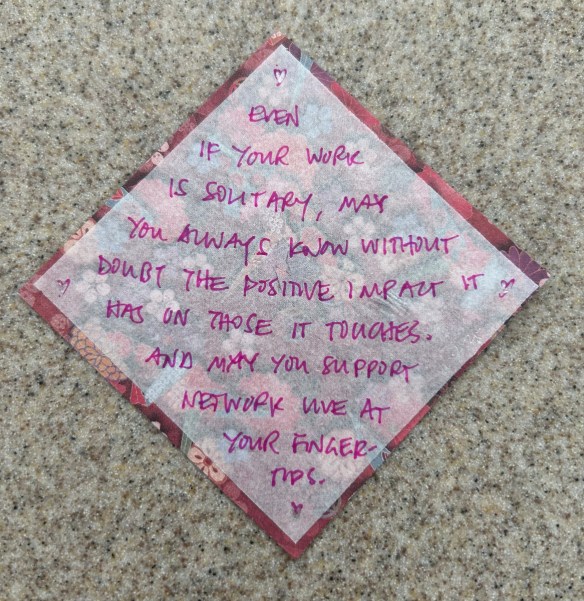 EVEN
IF YOUR WORK
IS SOLITARY, MAY
YOU ALWAYS KNOW WITHOUT
DOUBT THE POSITIVE IMPACT IT
HAS ON THOSE IT TOUCHES.
AND MAY YOU SUPPORT
NETWORK LIVE AT
YOUR FINGER-
TIPS.